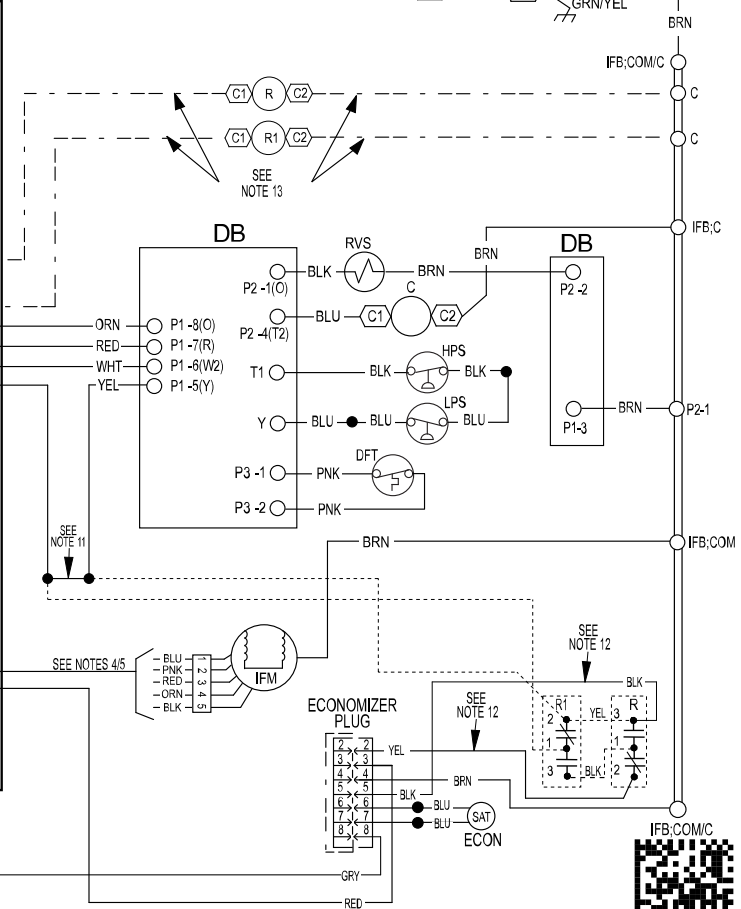 GRN/YEL
BRN
IFB;COM/C
C1 R C2
C
C1 R1 C2
C
SEE
NOTE 13
DB
RVS
BRN
IFB;C
DB
BLK
BRN
P2 -1(O)
P2 -2
C
BLU
C1
C2
P2 -4(T2)
ORN
P1 -8(O)
RED
P1 -7(R)
WHT
P1 -6(W2)
YEL
P1 -5(Y)
HPS
T1
BLK
BLK
LPS
Y
BLU
BLU
BLU
P1-3
BRN
P2-1
DFT
P3 -1
PNK
P3 -2
PNK
SEE
NOTE 11
BRN
IFB;COM
SEE NOTES 4/5
BLU 1
PNK 2
RED 3
ORN 4
BLK 5
IFM
SEE
NOTE 12
BLK
ECONOMIZER
PLUG
SEE
NOTE 12
R1
R
2
YEL
3
1
1
3
BLK
2
2 2
YEL
3 3
4 4
BRN
5 5
BLK
6 6
BLU
7 7
BLU
8 8
SAT
ECON
IFB;COM/C
GRY
RED